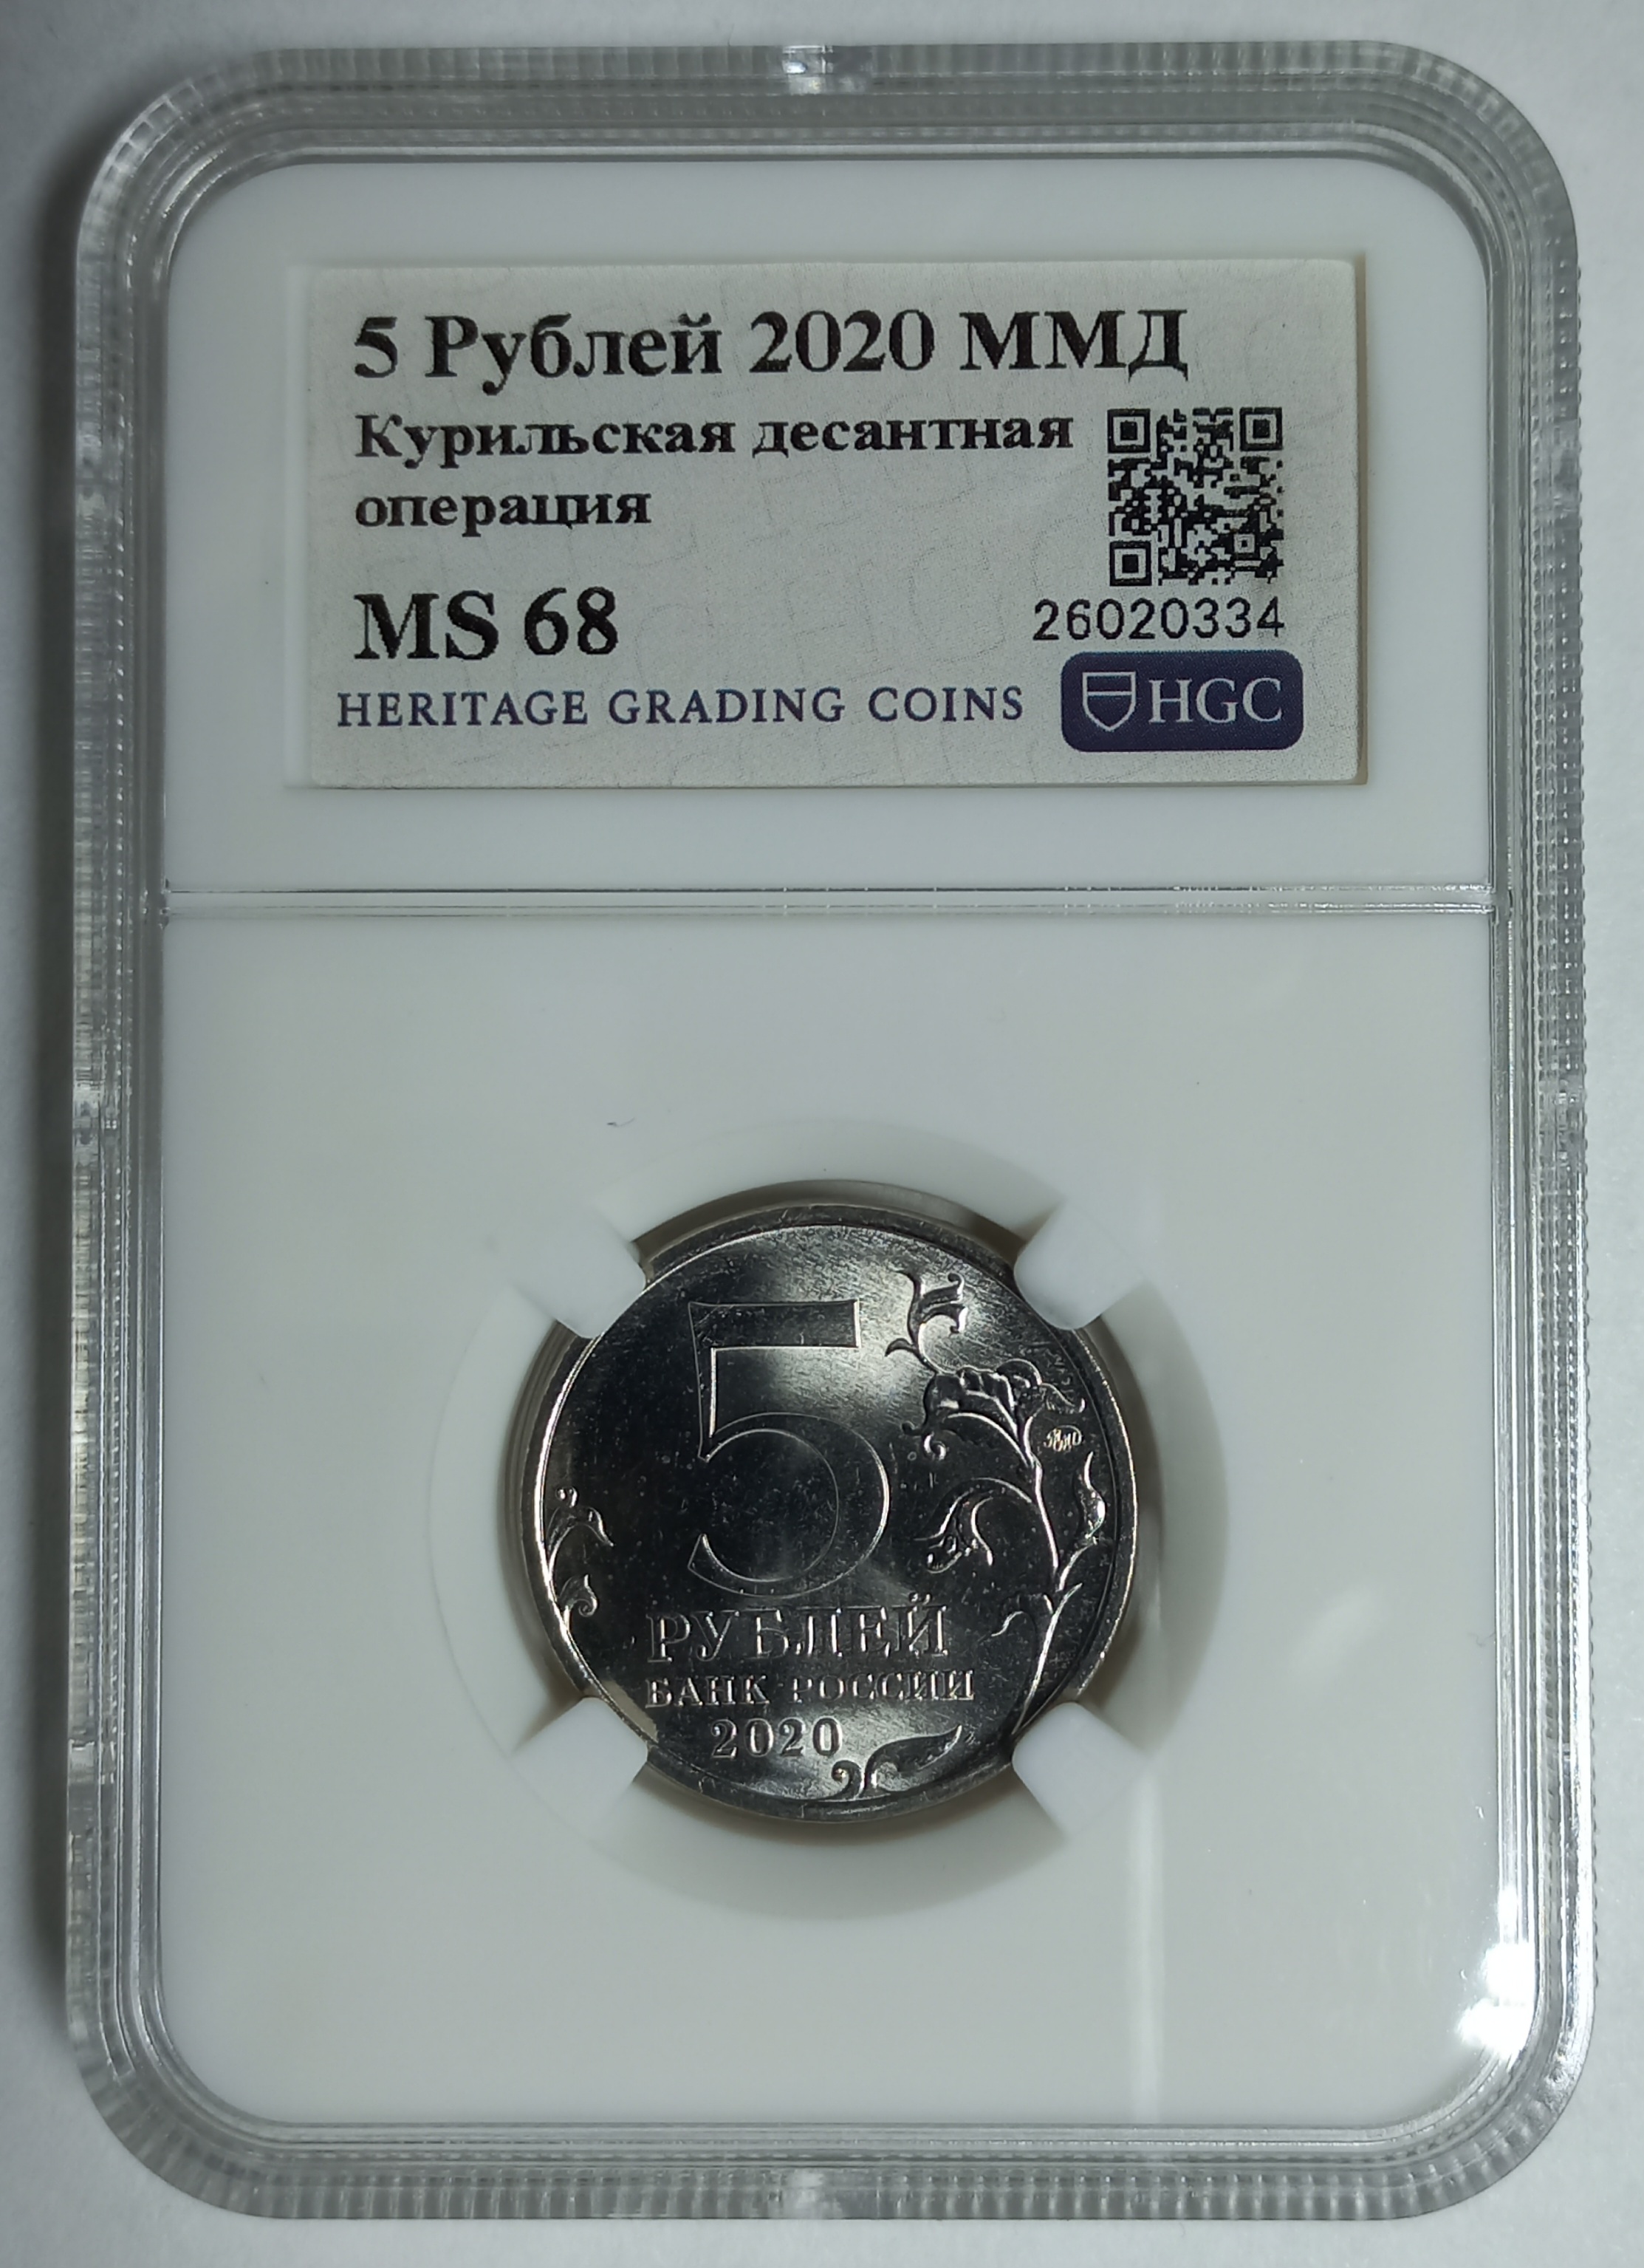 5 Рублей 2020 ММД
Курильская десантная
операция
MS 68
26020334
HERITAGE GRADING COINS
HGC
5
РУБЛЕЙ
БАНК РОССИИ
2020